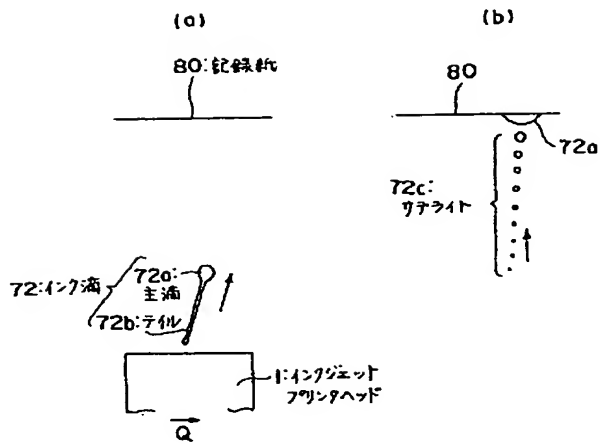 (a)
80:記録紙
72:インク滴
72a:
主滴
72b:テイル
1:インクジェット
プリンタヘッド
Q
(b)
80
72a
72c:
サテライト